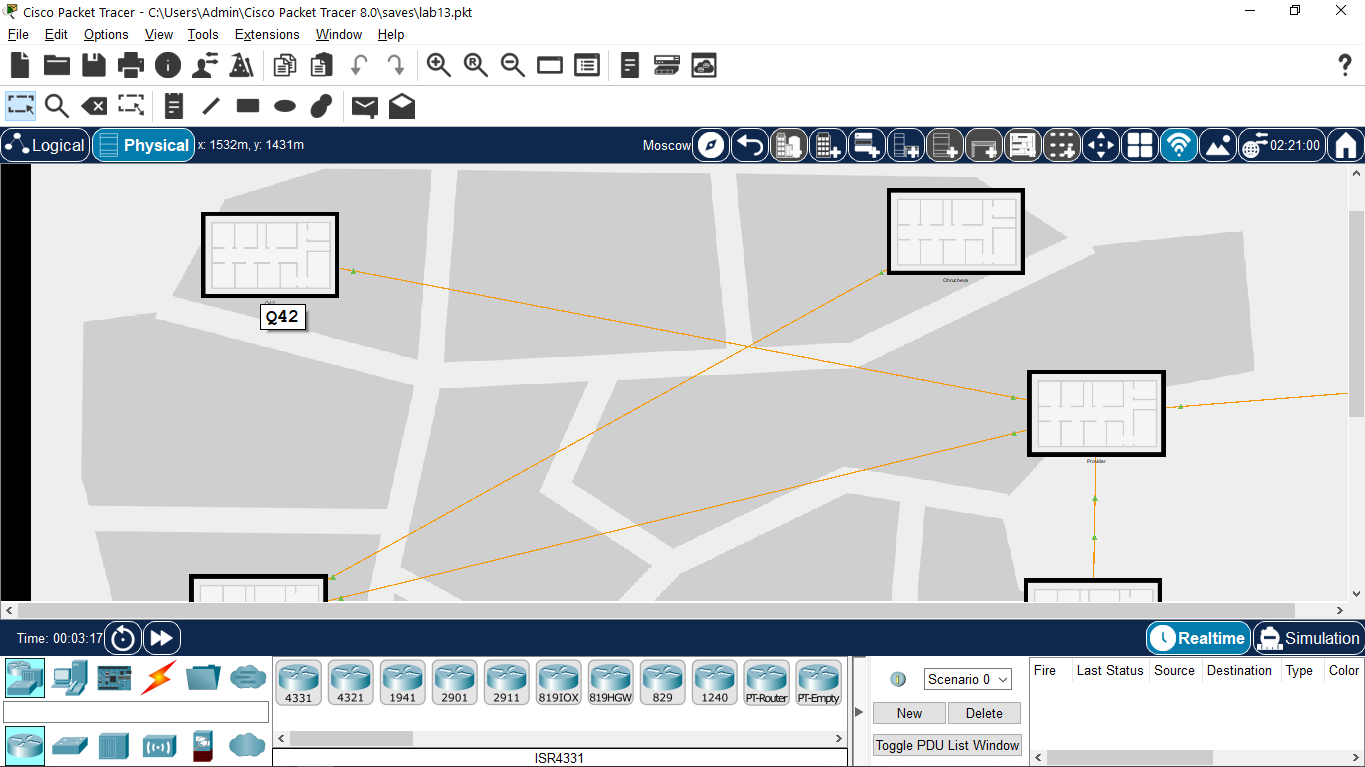 Cisco Packet Tracer - C:\Users\Admin\Cisco Packet Tracer 8.0\saves\lab13.pkt
File Edit Options View Tools Extensions Window Help
Logical Physical x: 1532m, y: 1431m Moscow 02:21:00
Obrucheva
Q42
Q42
Provider
Time: 00:03:17 Realtime Simulation
4331 4321 1941 2901 2911 819IOX 819HGW 829 1240 PT-Router PT-Empty
ISR4331
Scenario 0
New Delete
Toggle PDU List Window
Fire Last Status Source Destination Type Color